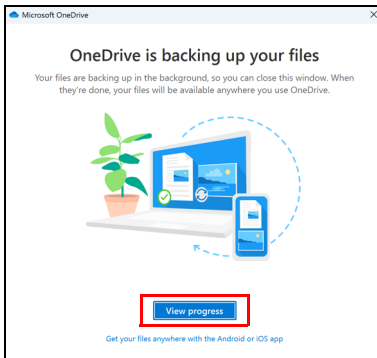 Microsoft OneDrive
OneDrive is backing up your files
Your files are backing up in the background, so you can close this window. When
they're done, your files will be available anywhere you use OneDrive.
View progress
Get your files anywhere with the Android or iOS app